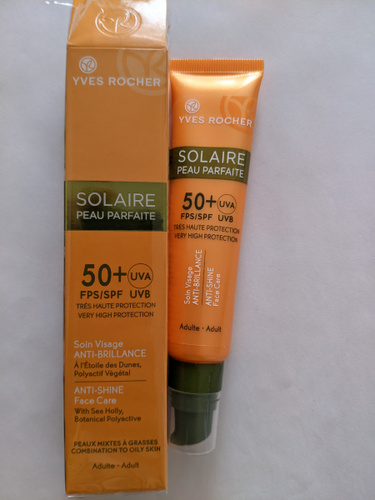 YVES ROCHER
SOLAIRE
PEAU PARFAITE
50+ UVA
FPS/SPF UVB
TRÈS HAUTE PROTECTION
VERY HIGH PROTECTION
Soin Visage
ANTI-BRILLANCE
À l'Étoile des Dunes,
Polyactif Végétal
ANTI-SHINE
Face Care
With Sea Holly,
Botanical Polyactive
PEAUX MIXTES À GRASSES
COMBINATION TO OILY SKIN
Adulte - Adult
YVES ROCHER
SOLAIRE
PEAU PARFAITE
50+ UVA
FPS/SPF UVB
TRÈS HAUTE PROTECTION
VERY HIGH PROTECTION
Soin Visage
ANTI-BRILLANCE
ANTI-SHINE
Face Care
Adulte - Adult